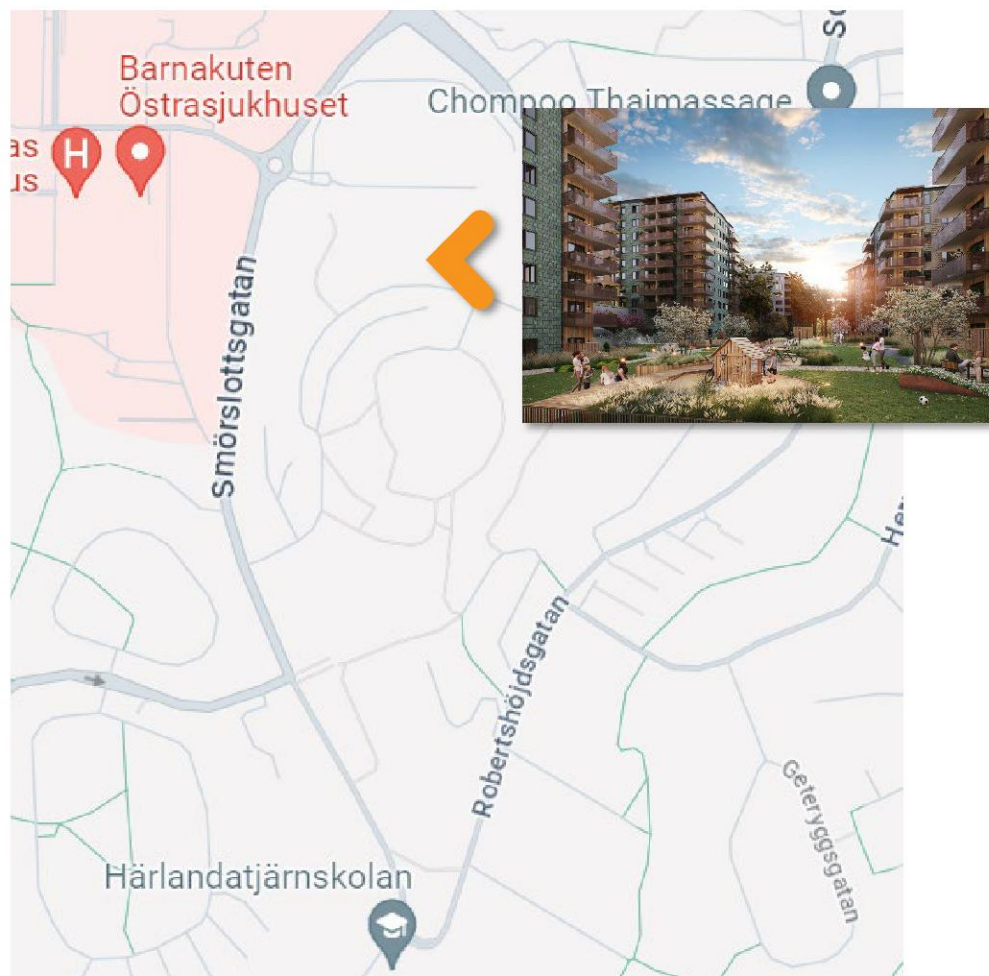 Barnakuten
Östrasjukhuset
Chompoo Thaimassage
H
Smörslottsgatan
Robertshöjdsgatan
Geteryggsgatan
Härlandatjärnskolan